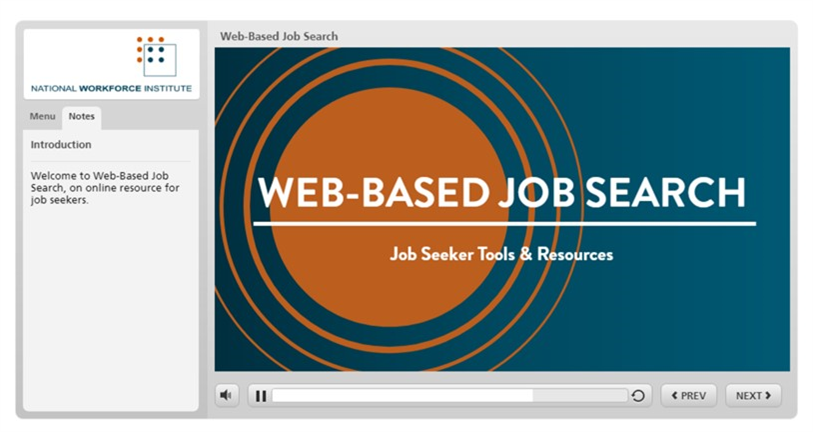 Web-Based Job Search
NATIONAL WORKFORCE INSTITUTE
Menu
Notes
Introduction
Welcome to Web-Based Job
Search, on online resource for
job seekers.
WEB-BASED JOB SEARCH
Job Seeker Tools & Resources
PREV
NEXT